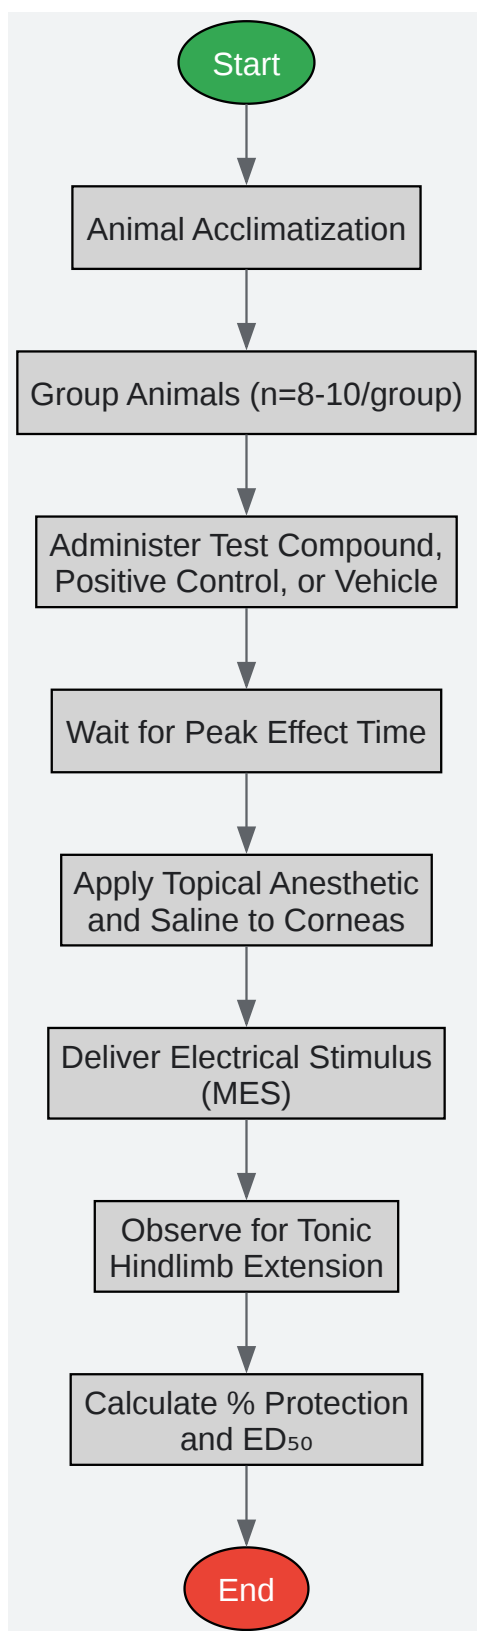 Start
Animal Acclimatization
Group Animals (n=8-10/group)
Administer Test Compound,
Positive Control, or Vehicle
Wait for Peak Effect Time
Apply Topical Anesthetic
and Saline to Corneas
Deliver Electrical Stimulus
(MES)
Observe for Tonic
Hindlimb Extension
Calculate % Protection
and ED₅₀
End